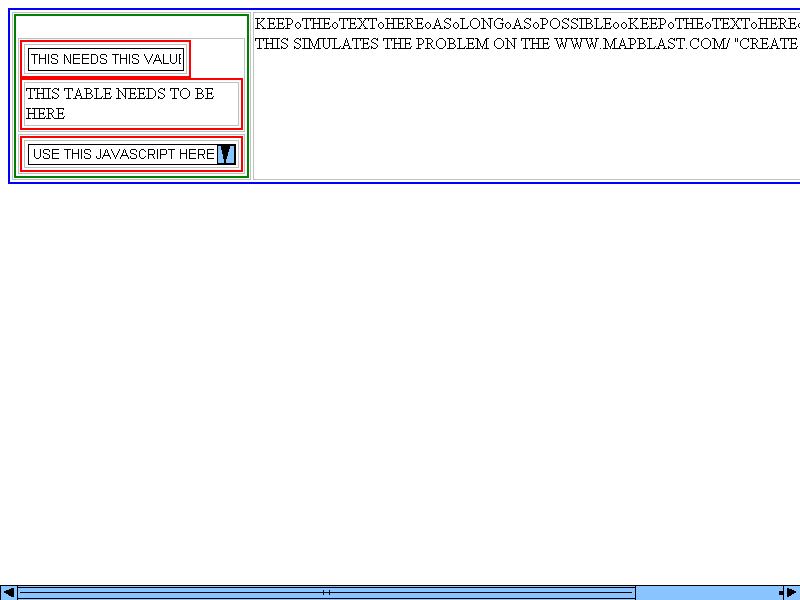 THIS NEEDS THIS VALUE
THIS TABLE NEEDS TO BE
HERE
USE THIS JAVASCRIPT HERE
KEEPoTHEoTEXToHEREoASoLONGoASoPOSSIBLEooKEEPoTHEoTEXToHEREo
THIS SIMULATES THE PROBLEM ON THE WWW.MAPBLAST.COM/ "CREATE